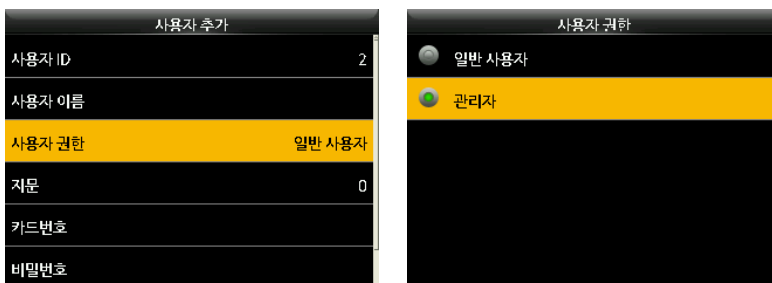 사용자 추가
사용자 ID 2
사용자 이름
사용자 권한 일반 사용자
지문 0
카드번호
비밀번호
사용자 권한
일반 사용자
관리자